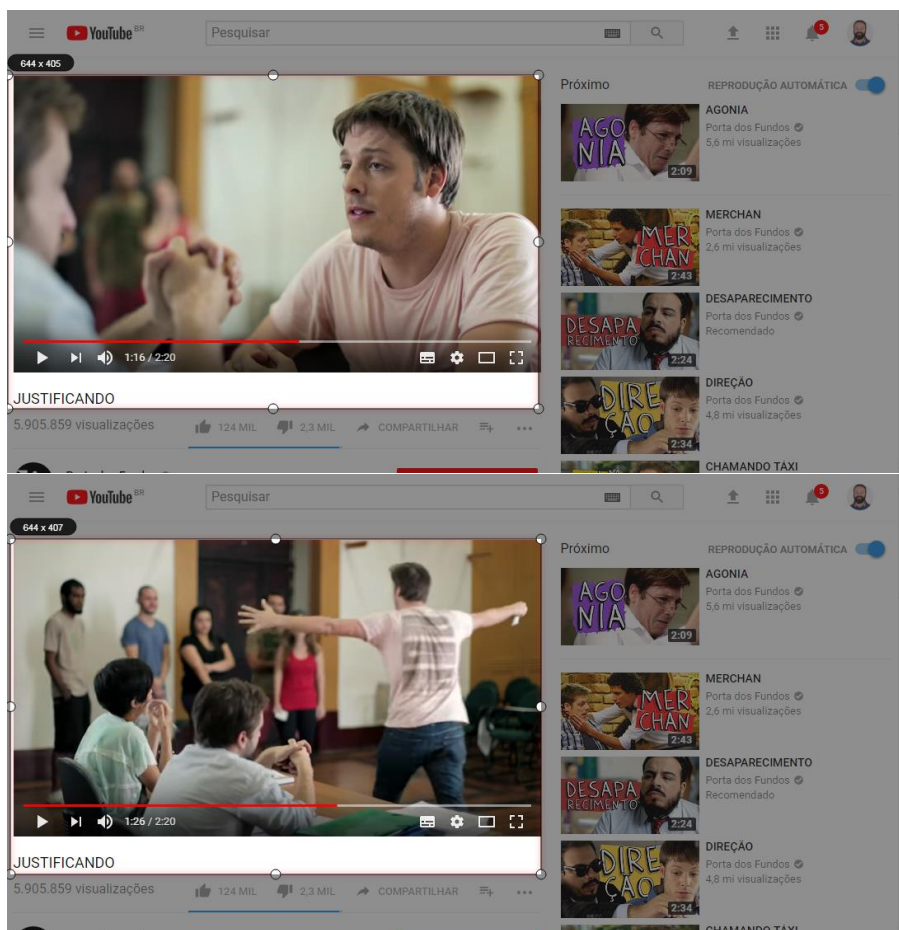 YouTube BR
Pesquisar
5
644 x 405
Próximo
REPRODUÇÃO AUTOMÁTICA
AGONIA
Porta dos Fundos
5,6 mi visualizações
AGO
NIA
2:09
MERCHAN
Porta dos Fundos
2,6 mi visualizações
MER
CHAN
2:43
DESAPARECIMENTO
Porta dos Fundos
Recomendado
DESAPA
RECIMENTO
2:24
DIREÇÃO
Porta dos Fundos
4,8 mi visualizações
DIRE
ÇÃO
2:34
CHAMANDO TÁXI
1:16 / 2:20
JUSTIFICANDO
5.905.859 visualizações
124 MIL
2,3 MIL
COMPARTILHAR
YouTube BR
Pesquisar
5
644 x 407
Próximo
REPRODUÇÃO AUTOMÁTICA
AGONIA
Porta dos Fundos
5,6 mi visualizações
AGO
NIA
2:09
MERCHAN
Porta dos Fundos
2,6 mi visualizações
MER
CHAN
2:43
DESAPARECIMENTO
Porta dos Fundos
Recomendado
DESAPA
RECIMENTO
2:24
DIREÇÃO
Porta dos Fundos
4,8 mi visualizações
DIRE
ÇÃO
2:34
CHAMANDO TÁXI
1:26 / 2:20
JUSTIFICANDO
5.905.859 visualizações
124 MIL
2,3 MIL
COMPARTILHAR